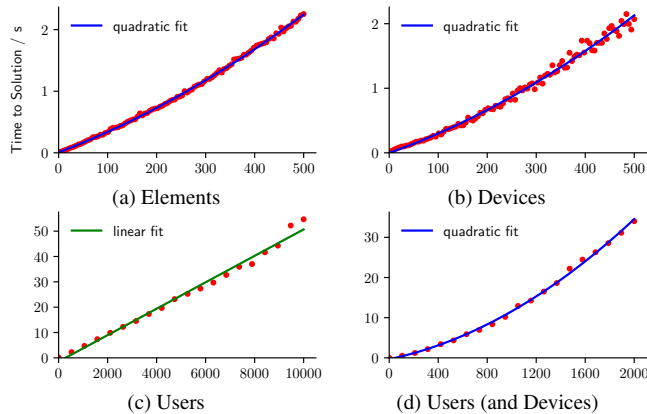 Time to Solution / s
quadratic fit
2
1
0
0 100 200 300 400 500
(a) Elements
quadratic fit
2
1
0
0 100 200 300 400 500
(b) Devices
linear fit
50
40
30
20
10
0
0 2000 4000 6000 8000 10000
(c) Users
quadratic fit
30
20
10
0
0 400 800 1200 1600 2000
(d) Users (and Devices)